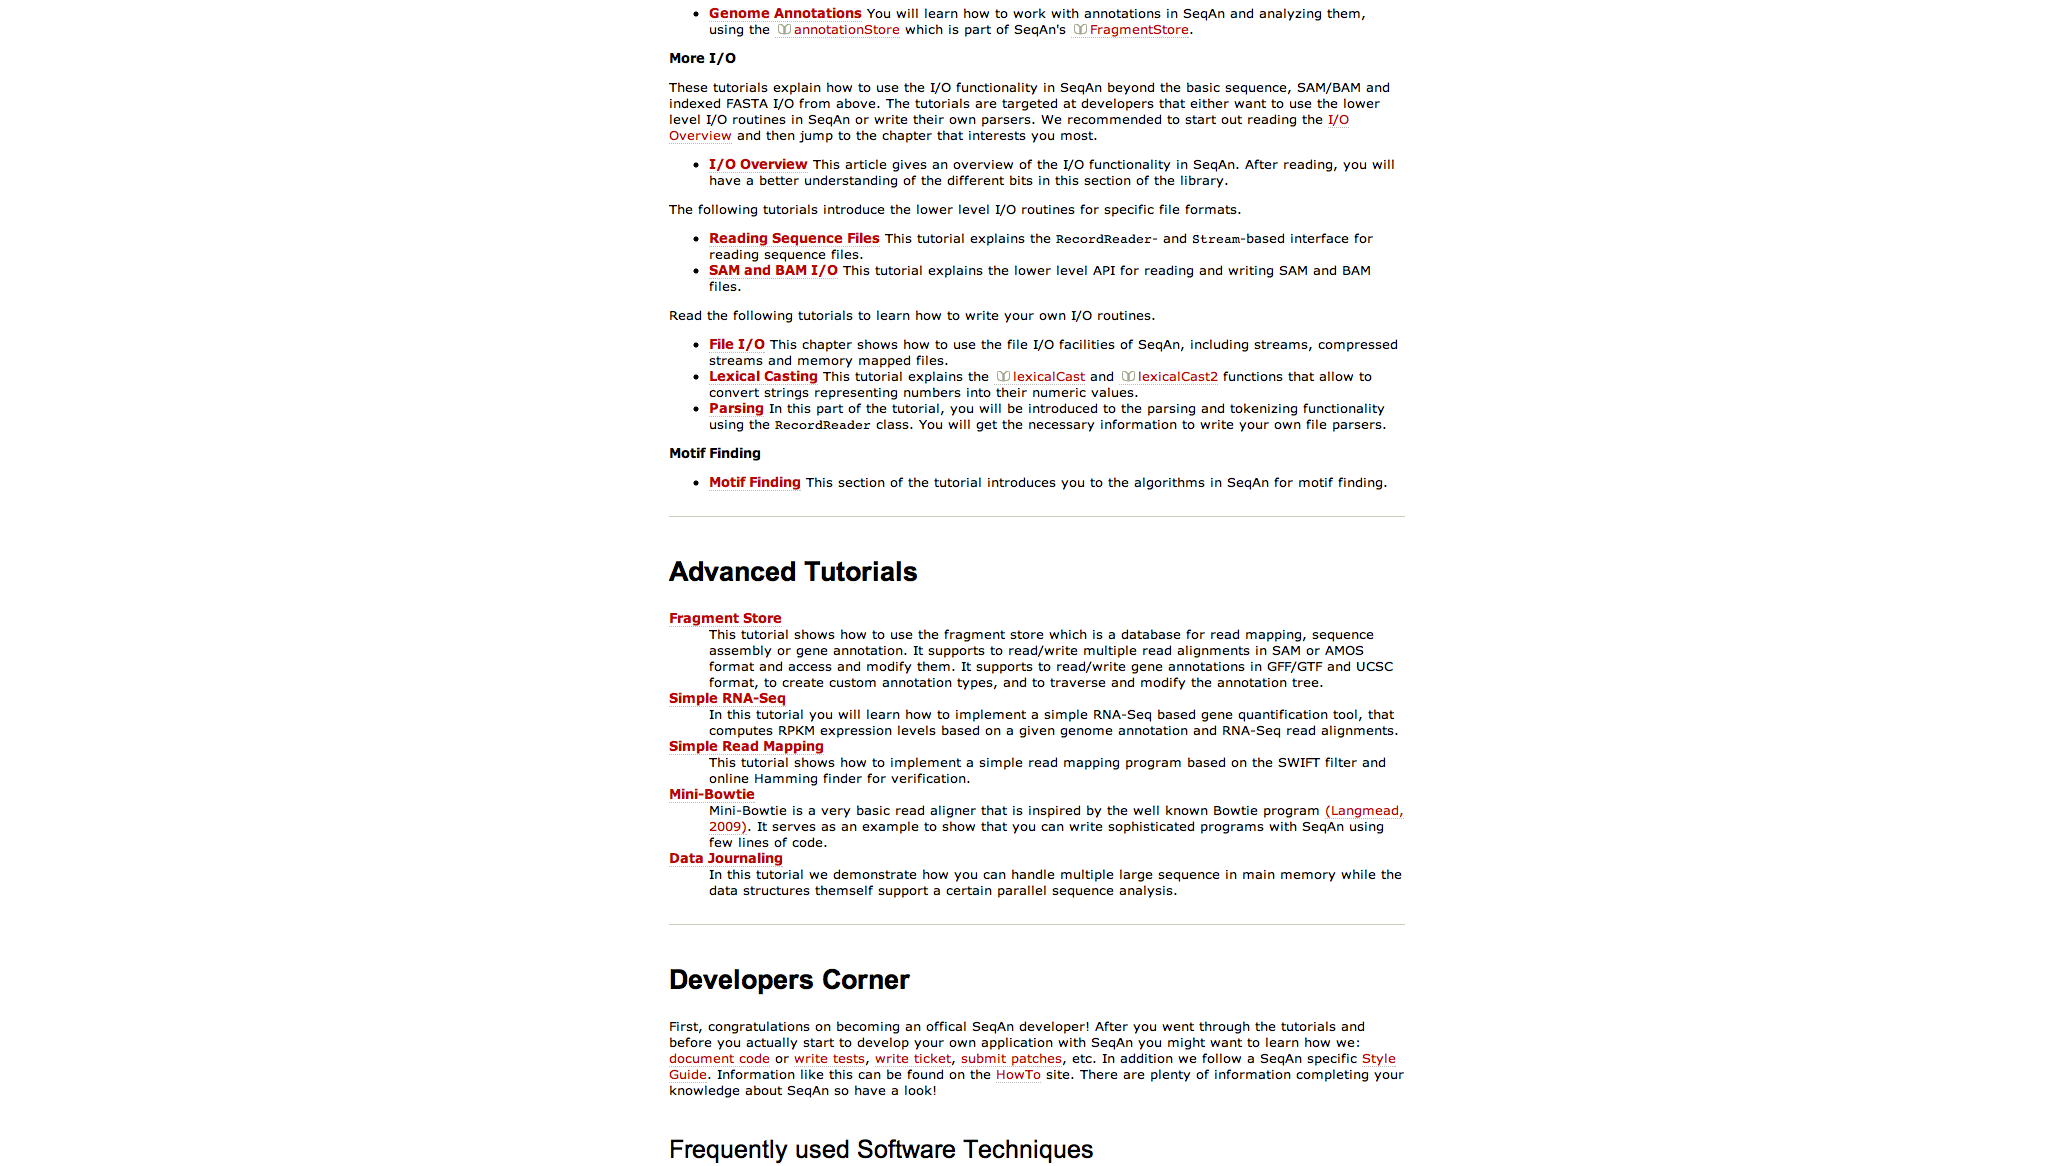 Genome Annotations You will learn how to work with annotations in SeqAn and analyzing them,
using the annotationStore which is part of SeqAn's FragmentStore.
More I/O
These tutorials explain how to use the I/O functionality in SeqAn beyond the basic sequence, SAM/BAM and
indexed FASTA I/O from above. The tutorials are targeted at developers that either want to use the lower
level I/O routines in SeqAn or write their own parsers. We recommended to start out reading the I/O
Overview and then jump to the chapter that interests you most.
I/O Overview This article gives an overview of the I/O functionality in SeqAn. After reading, you will
have a better understanding of the different bits in this section of the library.
The following tutorials introduce the lower level I/O routines for specific file formats.
Reading Sequence Files This tutorial explains the RecordReader- and Stream-based interface for
reading sequence files.
SAM and BAM I/O This tutorial explains the lower level API for reading and writing SAM and BAM
files.
Read the following tutorials to learn how to write your own I/O routines.
File I/O This chapter shows how to use the file I/O facilities of SeqAn, including streams, compressed
streams and memory mapped files.
Lexical Casting This tutorial explains the lexicalCast and lexicalCast2 functions that allow to
convert strings representing numbers into their numeric values.
Parsing In this part of the tutorial, you will be introduced to the parsing and tokenizing functionality
using the RecordReader class. You will get the necessary information to write your own file parsers.
Motif Finding
Motif Finding This section of the tutorial introduces you to the algorithms in SeqAn for motif finding.
Advanced Tutorials
Fragment Store
This tutorial shows how to use the fragment store which is a database for read mapping, sequence
assembly or gene annotation. It supports to read/write multiple read alignments in SAM or AMOS
format and access and modify them. It supports to read/write gene annotations in GFF/GTF and UCSC
format, to create custom annotation types, and to traverse and modify the annotation tree.
Simple RNA-Seq
In this tutorial you will learn how to implement a simple RNA-Seq based gene quantification tool, that
computes RPKM expression levels based on a given genome annotation and RNA-Seq read alignments.
Simple Read Mapping
This tutorial shows how to implement a simple read mapping program based on the SWIFT filter and
online Hamming finder for verification.
Mini-Bowtie
Mini-Bowtie is a very basic read aligner that is inspired by the well known Bowtie program (Langmead,
2009). It serves as an example to show that you can write sophisticated programs with SeqAn using
few lines of code.
Data Journaling
In this tutorial we demonstrate how you can handle multiple large sequence in main memory while the
data structures themself support a certain parallel sequence analysis.
Developers Corner
First, congratulations on becoming an offical SeqAn developer! After you went through the tutorials and
before you actually start to develop your own application with SeqAn you might want to learn how we:
document code or write tests, write ticket, submit patches, etc. In addition we follow a SeqAn specific Style
Guide. Information like this can be found on the HowTo site. There are plenty of information completing your
knowledge about SeqAn so have a look!
Frequently used Software Techniques